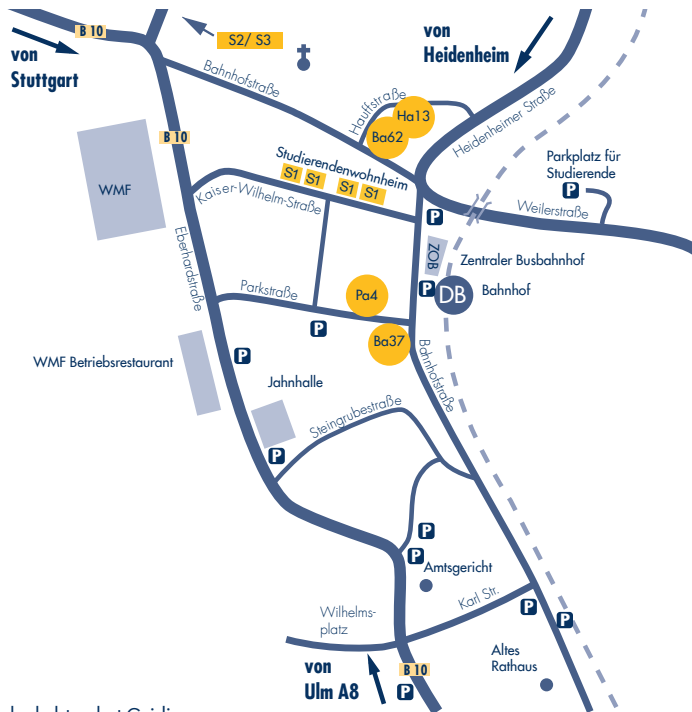 B 10
von
Stuttgart
S2/ S3
von
Heidenheim
Bahnhofstraße
Hauffstraße
Ha13
Ba62
Heidenheimer Straße
B 10
WMF
Studierendenwohnheim
S1 S1 S1 S1
Kaiser-Wilhelm-Straße
Parkplatz für
Studierende
P
Weilerstraße
P
Eberhardstraße
ZOB
Zentraler Busbahnhof
Parkstraße
Pa4
P
DB
Bahnhof
P
Ba37
P
WMF Betriebsrestaurant
Bahnhofstraße
Jahnhalle
Steingrubestraße
P
P
P
Amtsgericht
Karl Str.
P
P
Wilhelms-
platz
von
Ulm A8
B 10
P
Altes
Rathaus